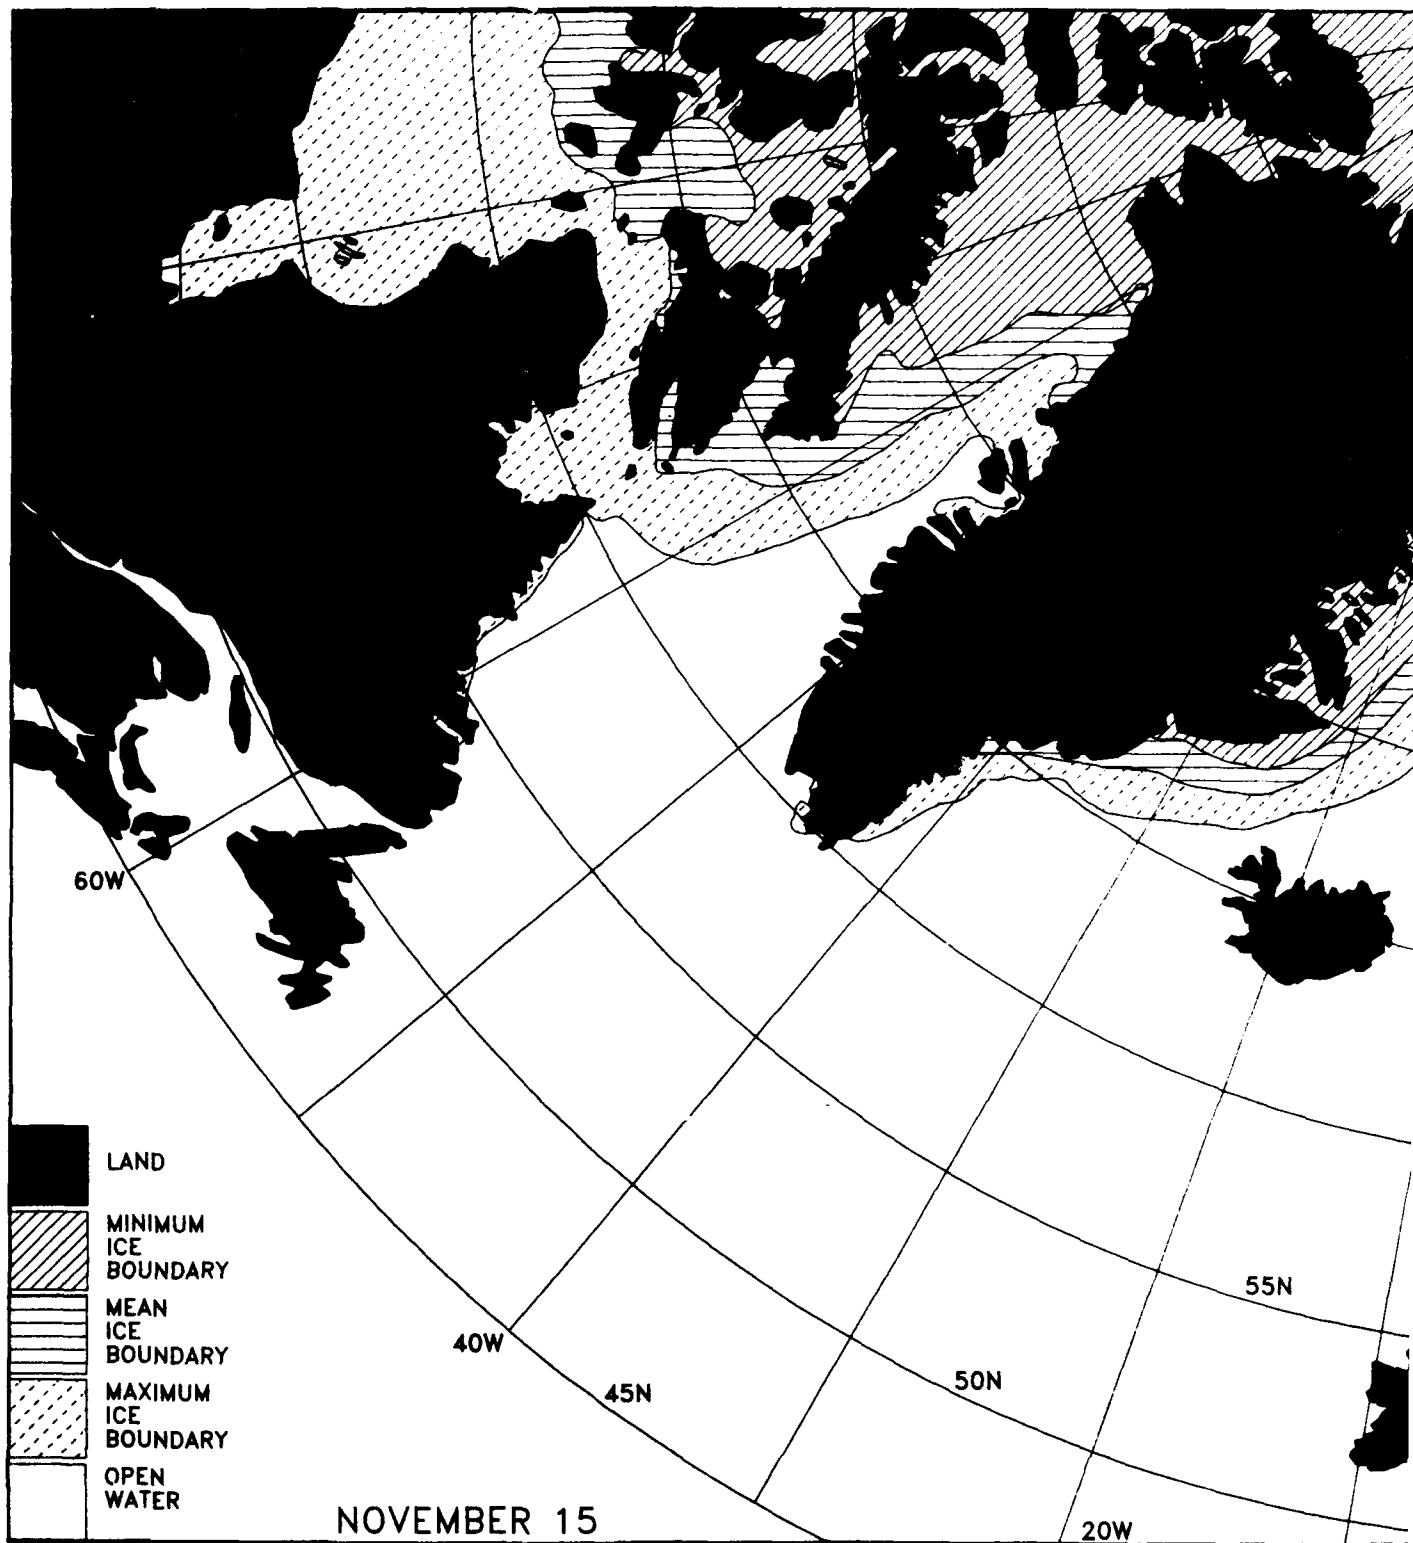 60W
LAND
MINIMUM
ICE
BOUNDARY
MEAN
ICE
BOUNDARY
MAXIMUM
ICE
BOUNDARY
OPEN
WATER
40W
45N
50N
55N
20W
NOVEMBER 15